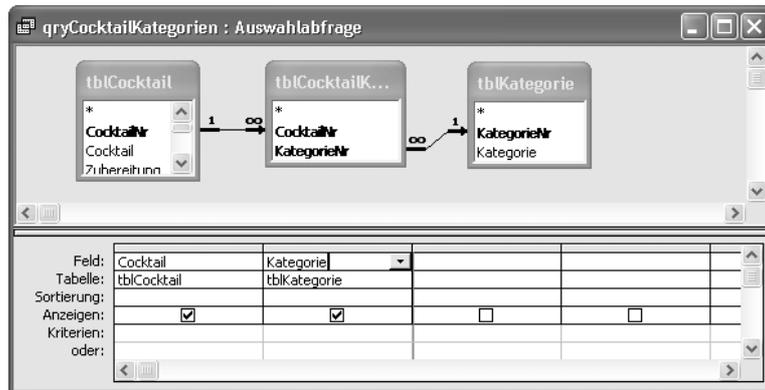 qryCocktailKategorien : Auswahlabfrage
tblCocktail
*
CocktailNr
Cocktail
Zubereitung
1
∞
tblCocktailK...
*
CocktailNr
KategorieNr
∞
1
tblKategorie
*
KategorieNr
Kategorie
Feld: Cocktail Kategorie
Tabelle: tblCocktail tblKategorie
Sortierung:
Anzeigen:
Kriterien:
oder: